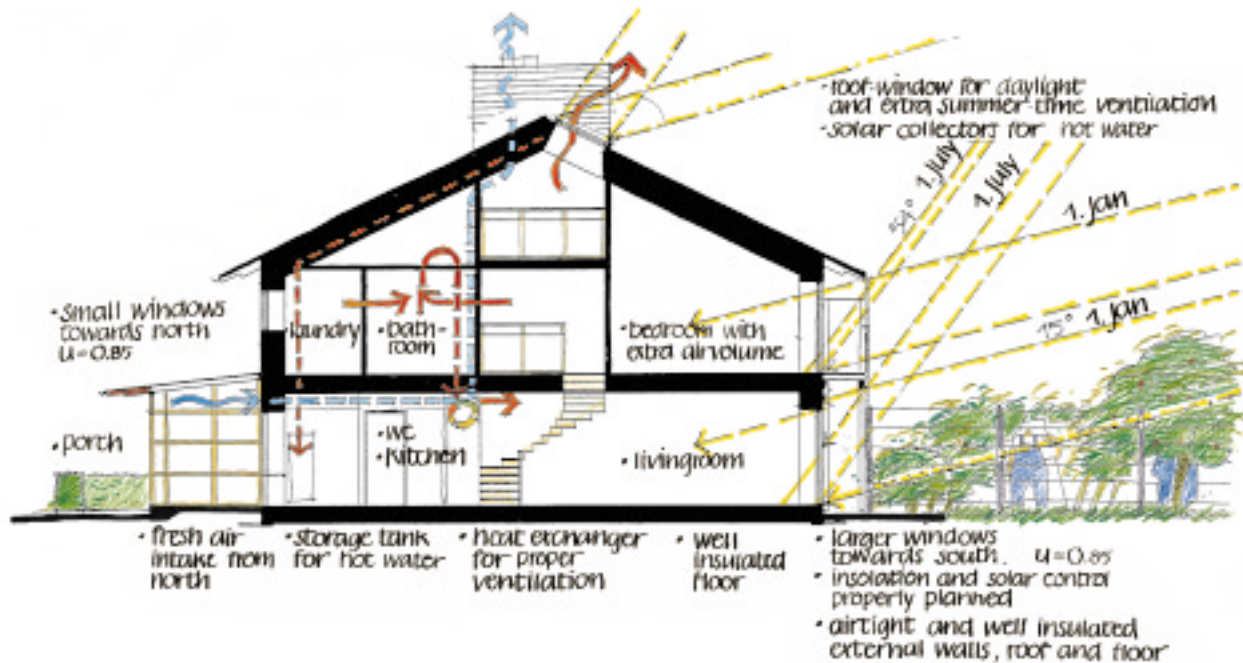 · roof-window for daylight
and extra summer-time ventilation
- solar collectors for hot water
54° 1. july
1. july
1. jan
15° 1. jan
· small windows
towards north
u=0.85
laundry
· bath-
room
· bedroom with
extra airvolume
· porch
· wc
· kitchen
· livingroom
· fresh air
intake from
north
· storage tank
for hot water
· heat exchanger
for proper
ventilation
· well
insulated
floor
· larger windows
towards south. u=0.85
· insolation and solar control
properly planned
· airtight and well insulated
external walls, roof and floor